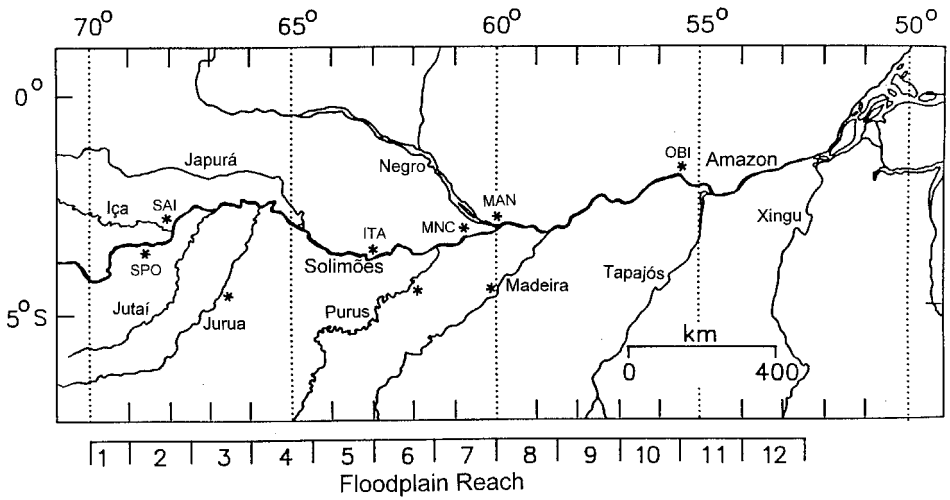 70° 65° 60° 55° 50°
0°
Japurá
Negro
OBI
Amazon
Iça
SAI
MAN
MNC
Xingu
ITA
SPO
Solimões
Tapajós
Jutaí
Purus
Madeira
5°S
Jurua
km
0 400
1 2 3 4 5 6 7 8 9 10 11 12
Floodplain Reach